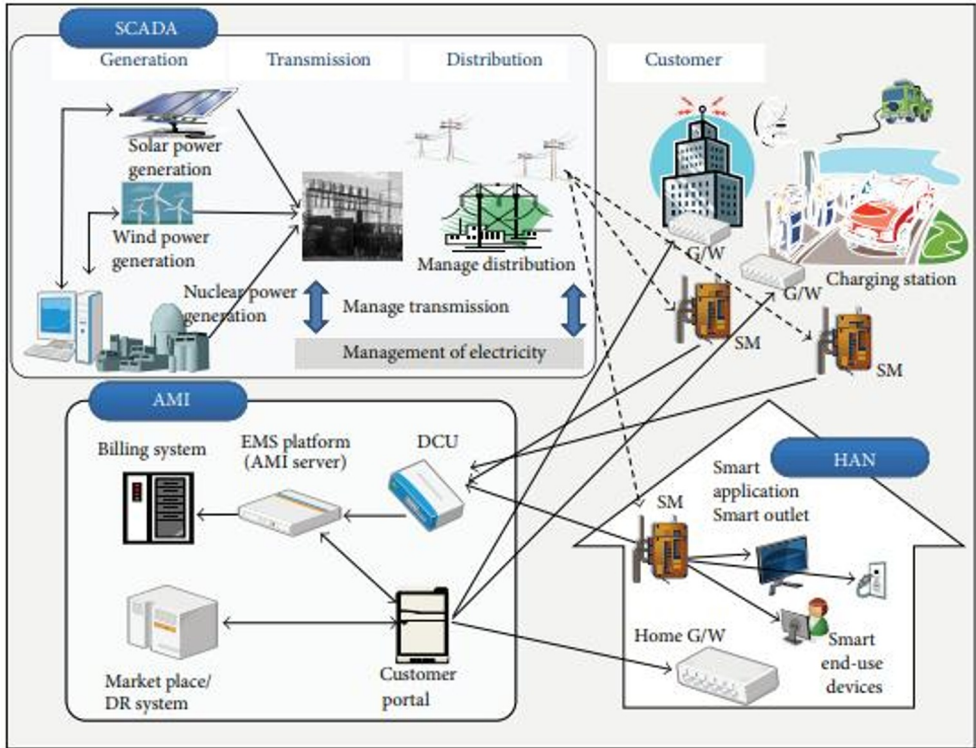 SCADA
Generation
Transmission
Distribution
Customer
Solar power
generation
Wind power
generation
Nuclear power
generation
Manage transmission
Manage distribution
Management of electricity
G/W
G/W
Charging station
SM
SM
AMI
Billing system
EMS platform
(AMI server)
DCU
Market place/
DR system
Customer
portal
HAN
Smart
application
Smart outlet
SM
Home G/W
Smart
end-use
devices